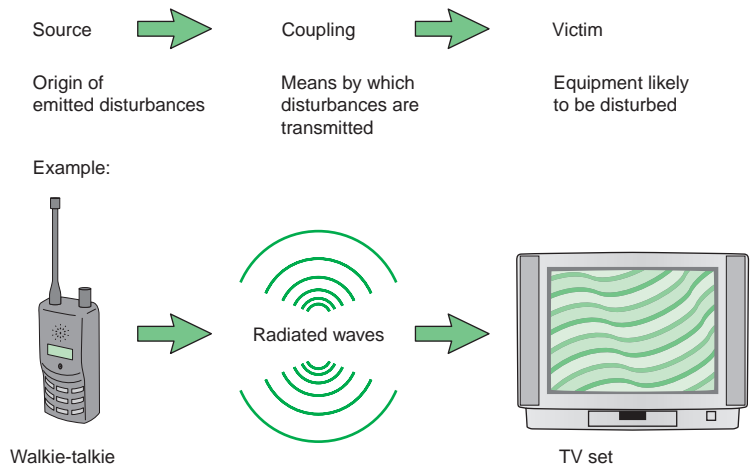 Source
Coupling
Victim
Origin of
emitted disturbances
Means by which
disturbances are
transmitted
Equipment likely
to be disturbed
Example:
Radiated waves
Walkie-talkie
TV set